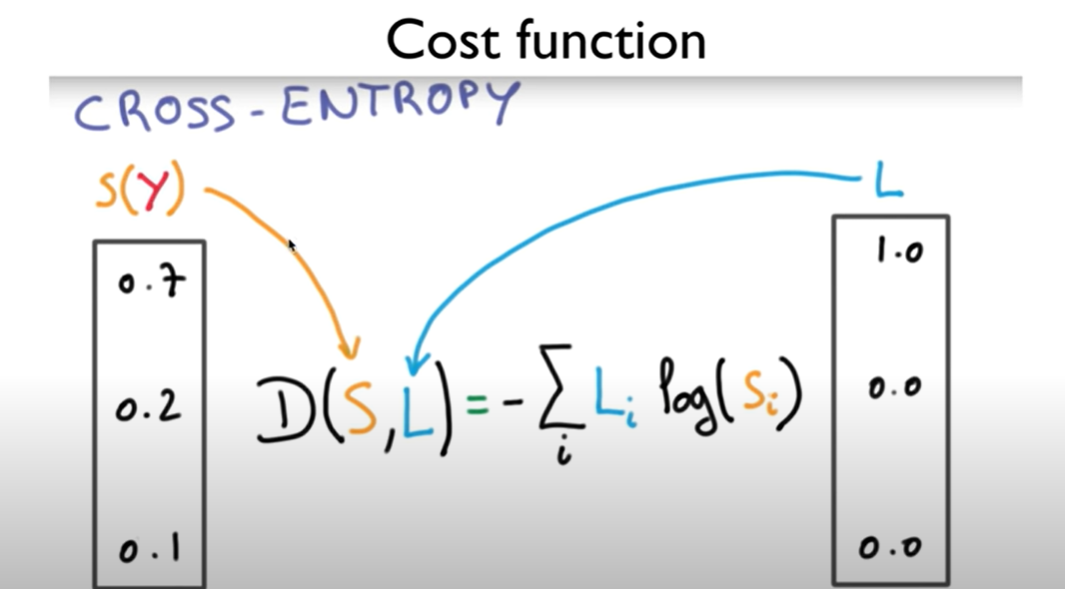 Cost function
CROSS-ENTROPY
S(Y)
L
0.7
0.2
0.1
D(S,L) = - ∑ᵢ Lᵢ log(Sᵢ)
1.0
0.0
0.0